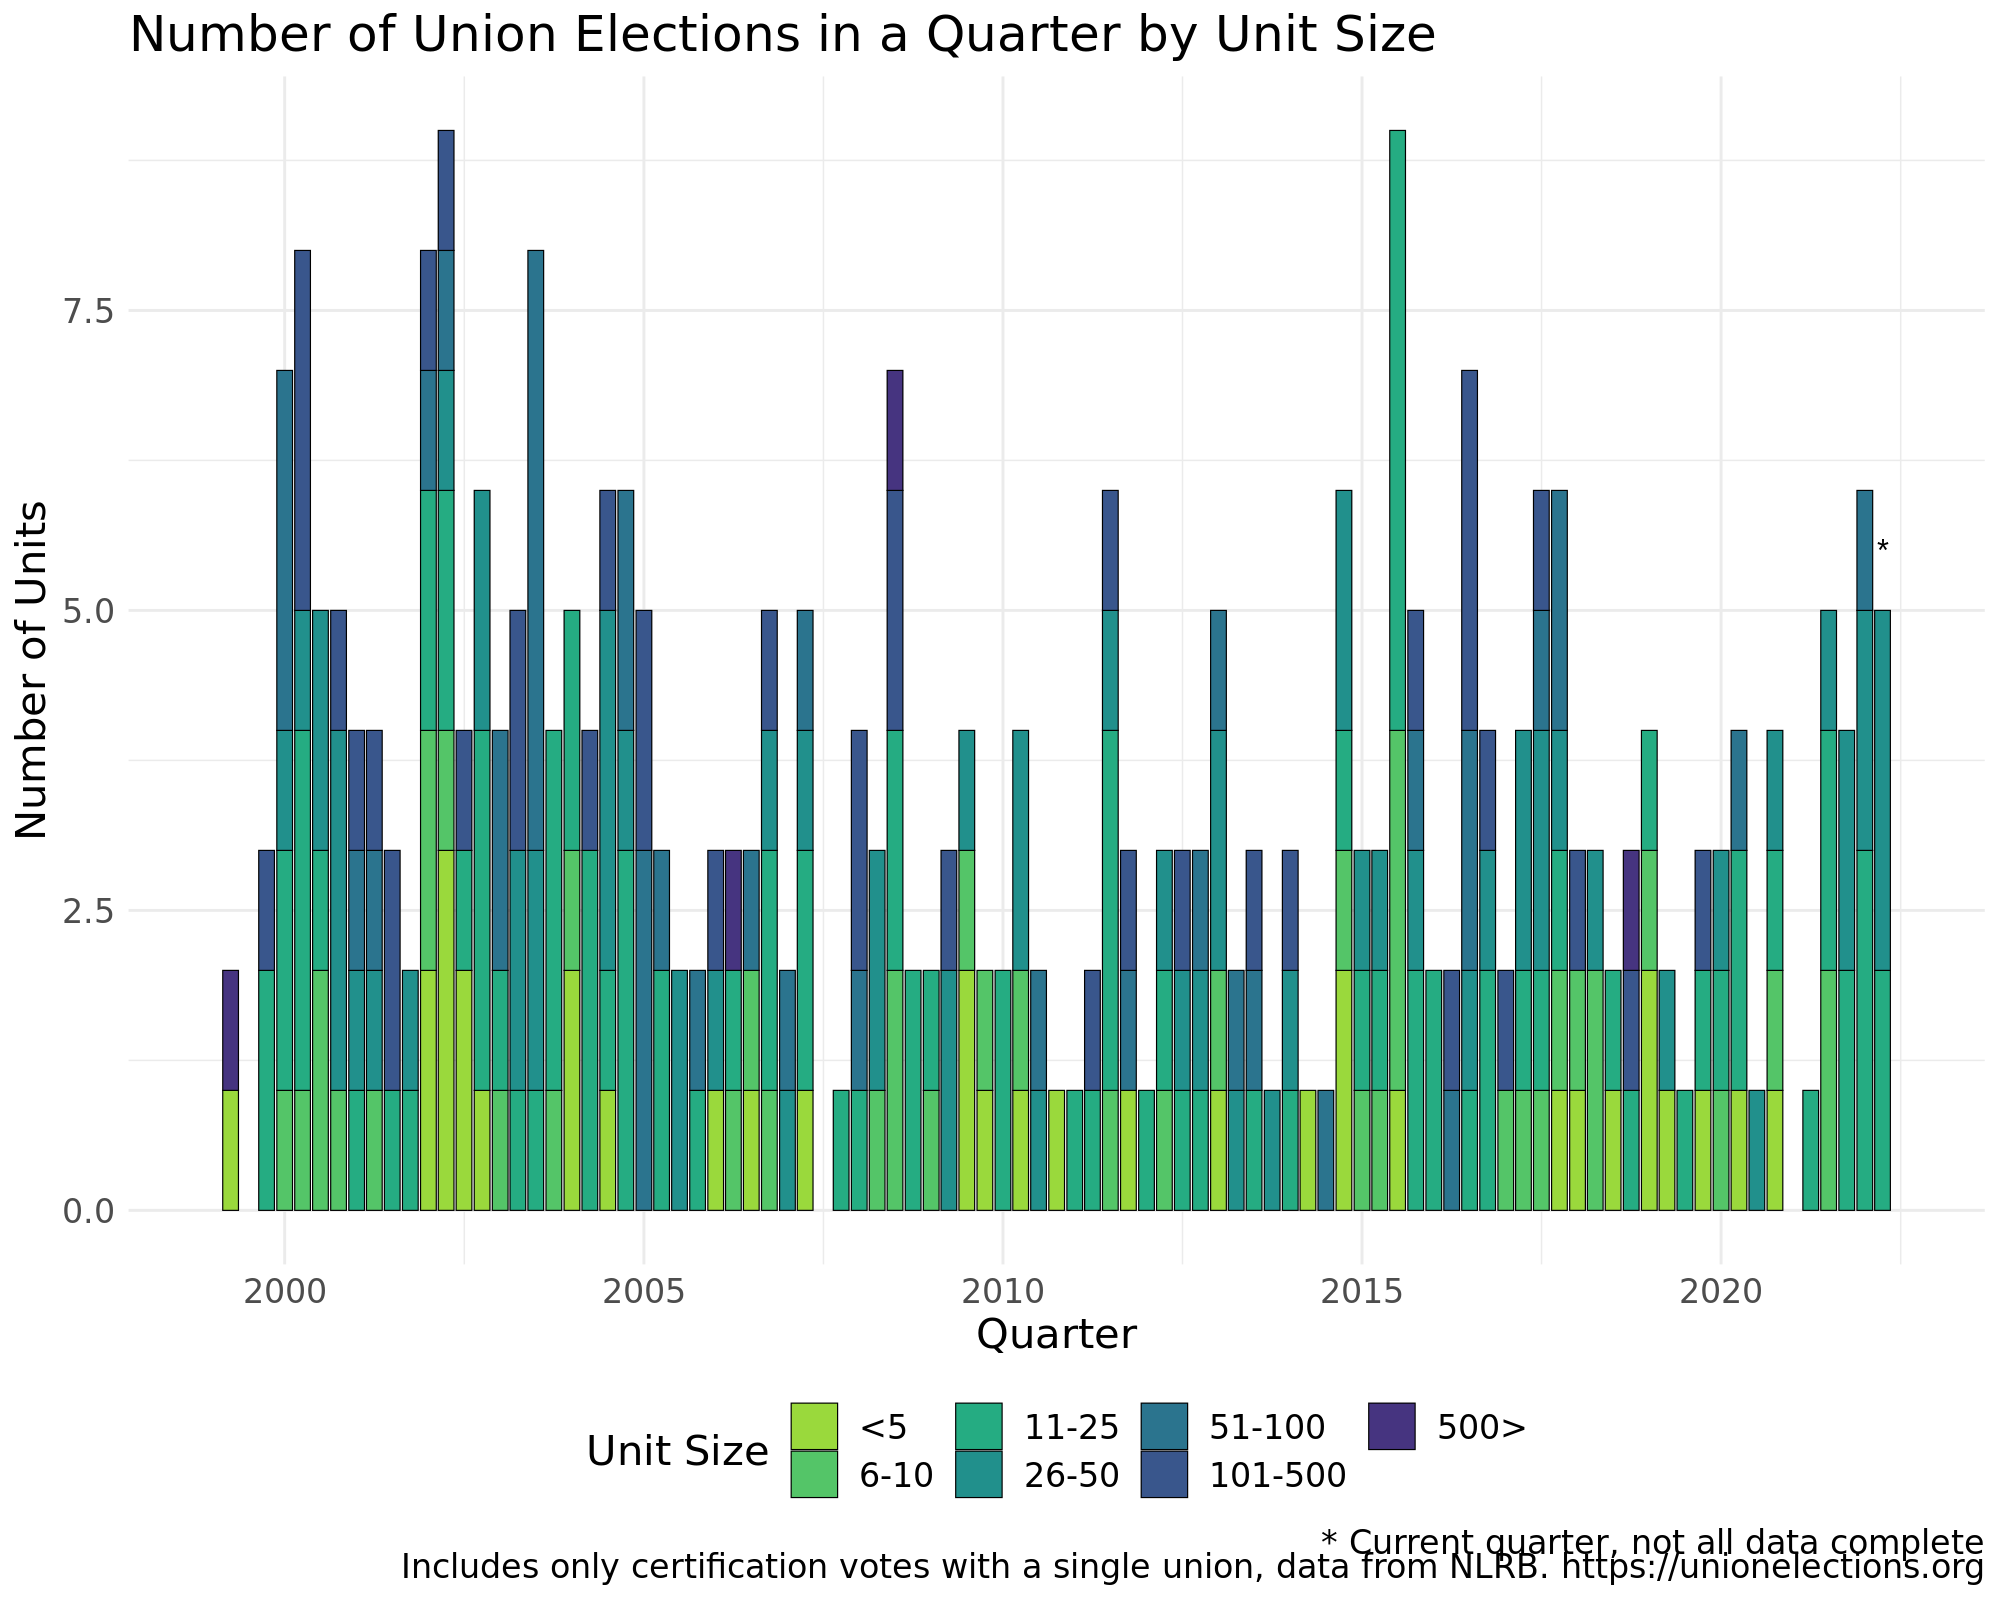 Number of Union Elections in a Quarter by Unit Size
Number of Units
7.5
5.0
2.5
0.0
*
2000 2005 2010 2015 2020
Quarter
Unit Size
<5 11-25 51-100 500>
6-10 26-50 101-500
* Current quarter, not all data complete
Includes only certification votes with a single union, data from NLRB. https://unionelections.org